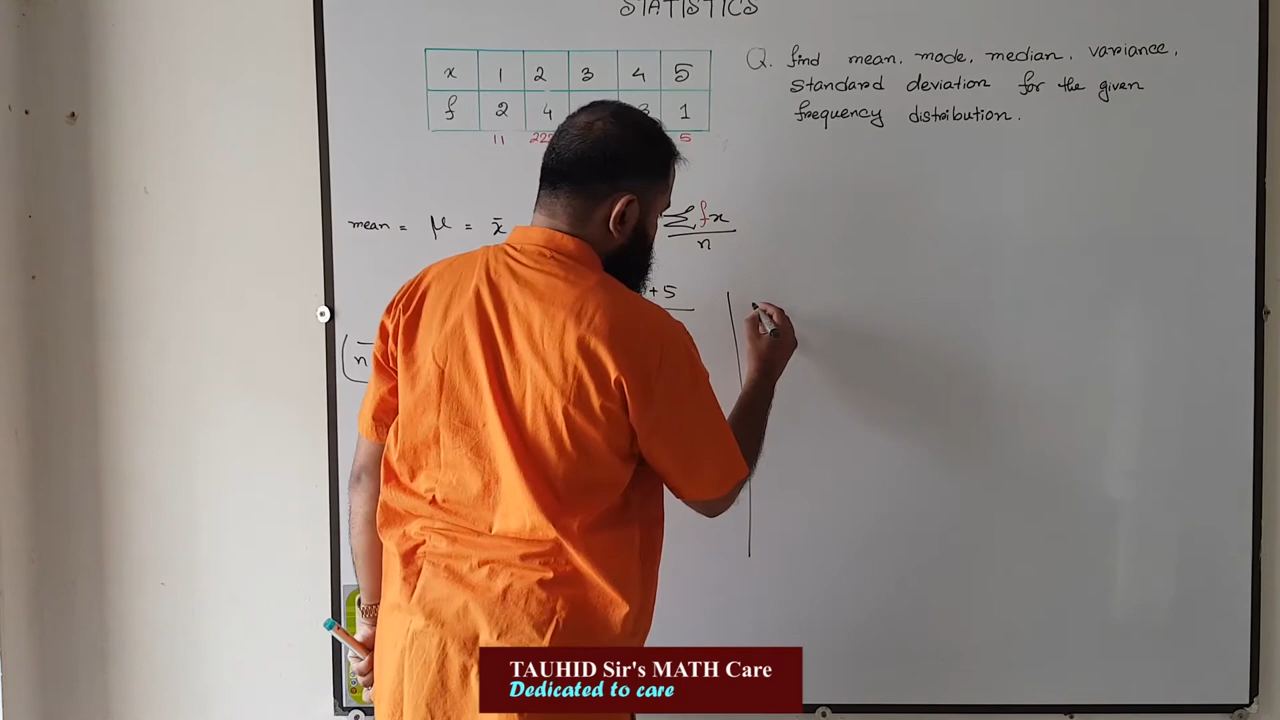 STATISTICS
x 1 2 3 4 5
f 2 4 3 1
11 5
Q. find mean, mode, median, variance,
standard deviation for the given
frequency distribution.
mean = μ = x̄
∑fx
n
+5
n
TAUHID Sir's MATH Care
Dedicated to care